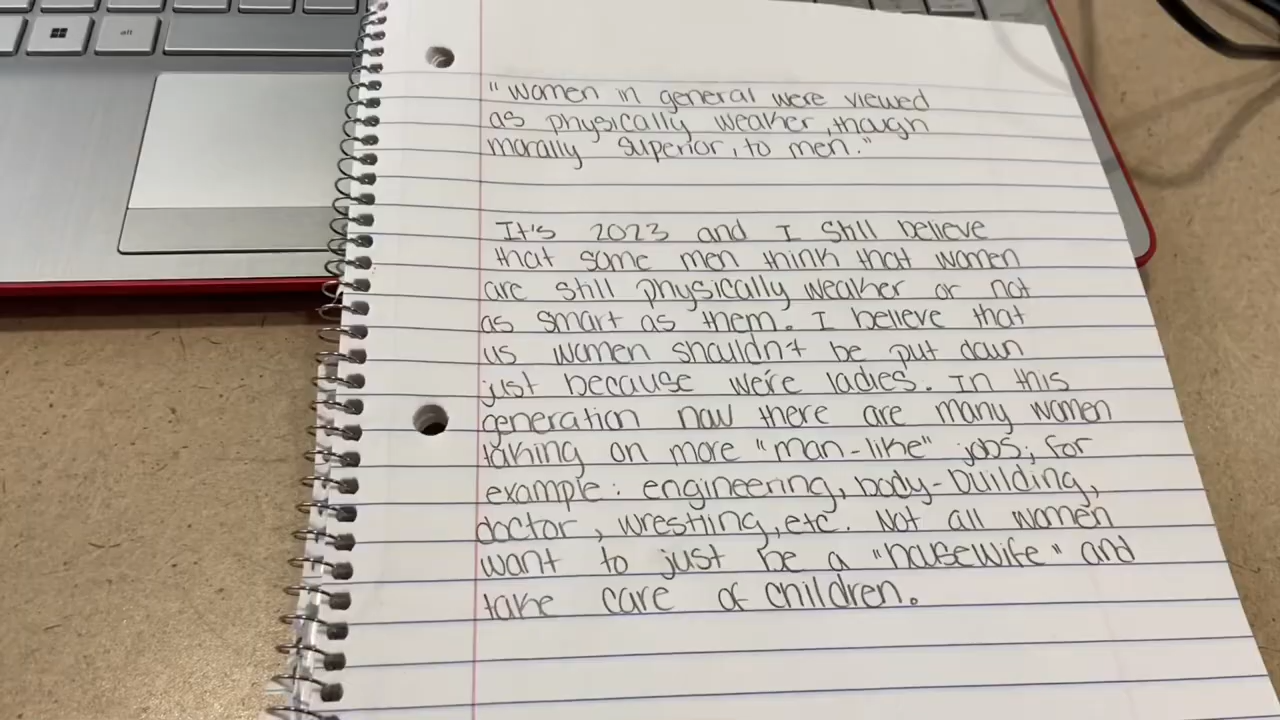 alt
"Women in general were viewed
as physically weaker, though
morally superior, to men."
It's 2023 and I still believe
that some men think that women
are still physically weaker or not
as smart as them. I believe that
us women shouldn't be put down
just because we're ladies. In this
generation now there are many women
taking on more "man-like" jobs; for
example: engineering, body-building,
doctor, wrestling, etc. Not all women
want to just be a "housewife" and
take care of children.